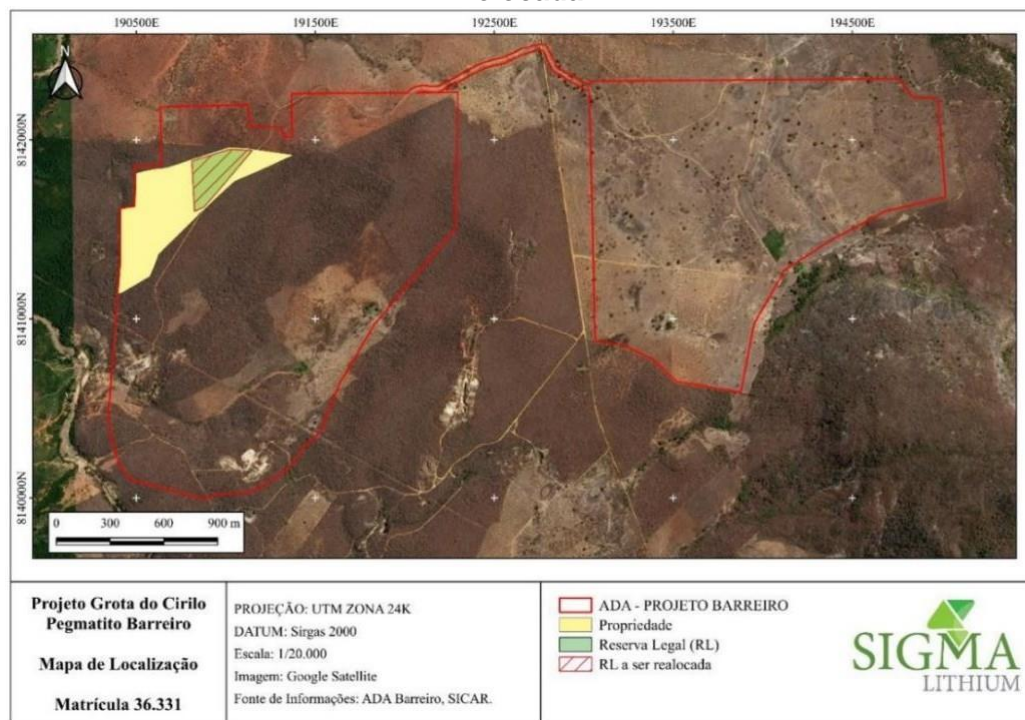 190500E 191500E 192500E 193500E 194500E
N
8142000N
8141000N
8140000N
0 300 600 900 m
Projeto Grota do Cirilo
Pegmatito Barreiro
Mapa de Localização
Matrícula 36.331
PROJEÇÃO: UTM ZONA 24K
DATUM: Sirgas 2000
Escala: 1/20.000
Imagem: Google Satellite
Fonte de Informações: ADA Barreiro, SICAR.
ADA - PROJETO BARREIRO
Propriedade
Reserva Legal (RL)
RL a ser realocada
SIGMA
LITHIUM